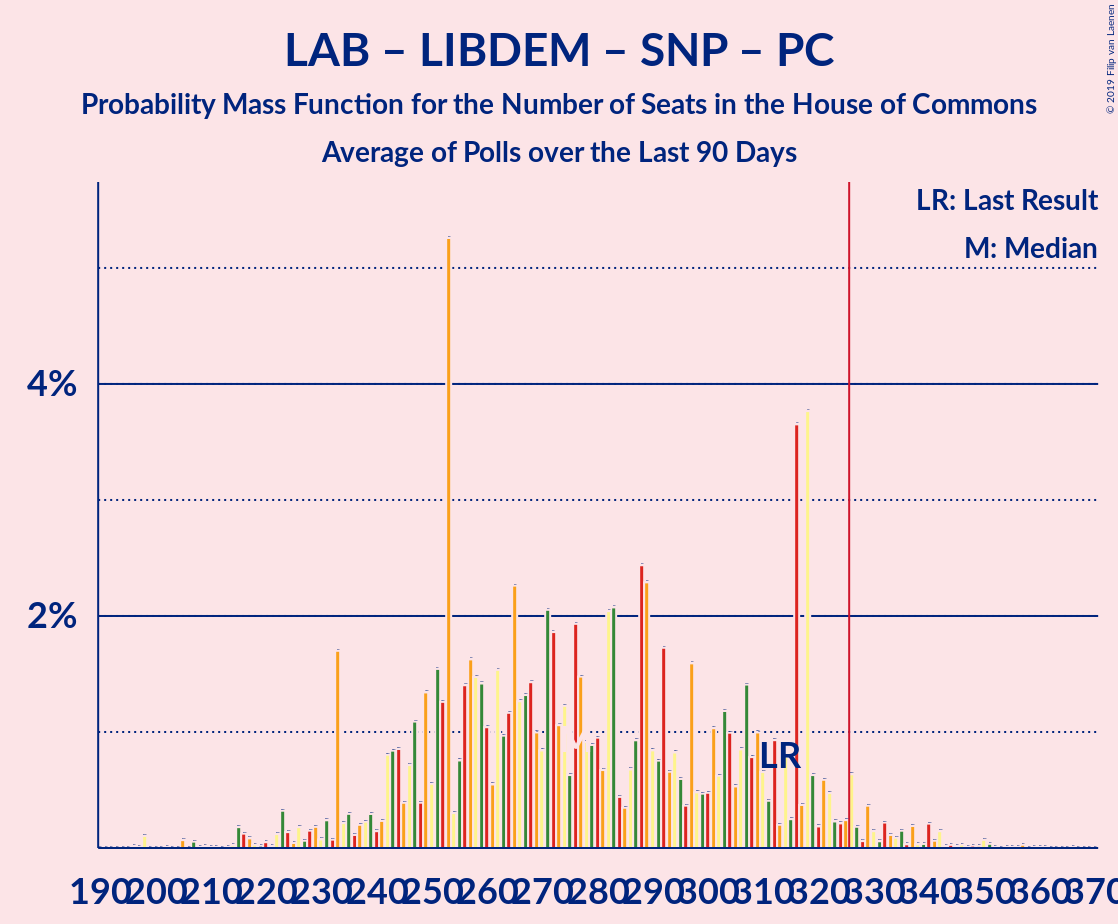 LAB – LIBDEM – SNP – PC
Probability Mass Function for the Number of Seats in the House of Commons
Average of Polls over the Last 90 Days
© 2019 Filip van Laenen
LR: Last Result
M: Median
4%
2%
LR
190 200 210 220 230 240 250 260 270 280 290 300 310 320 330 340 350 360 370